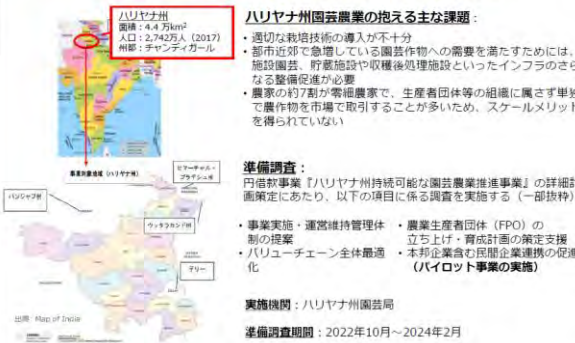 ハリヤナ州
面積：4.4 万km²
人口：2,742万人（2017）
州都：チャンディガール
事業対象地域（ハリヤナ州）
ヒマーチャル・
プラデシュ州
パンジャブ州
ウッタラカンド州
デリー
出典：Map of India
ハリヤナ州園芸農業の抱える主な課題：
・適切な栽培技術の導入が不十分
・都市近郊で急増している園芸作物への需要を満たすためには、
施設園芸、貯蔵施設や収穫後処理施設といったインフラのさら
なる整備促進が必要
・農家の約7割が零細農家で、生産者団体等の組織に属さず単独
で農作物を市場で取引することが多いため、スケールメリット
を得られていない
準備調査：
円借款事業『ハリヤナ州持続可能な園芸農業推進事業』の詳細計
画策定にあたり、以下の項目に係る調査を実施する（一部抜粋）
・事業実施・運営維持管理体
制の提案
・バリューチェーン全体最適
化
・農業生産者団体（FPO）の
立ち上げ・育成計画の策定支援
・本邦企業含む民間企業連携の促進
（パイロット事業の実施）
実施機関：ハリヤナ州園芸局
準備調査期間：2022年10月～2024年2月